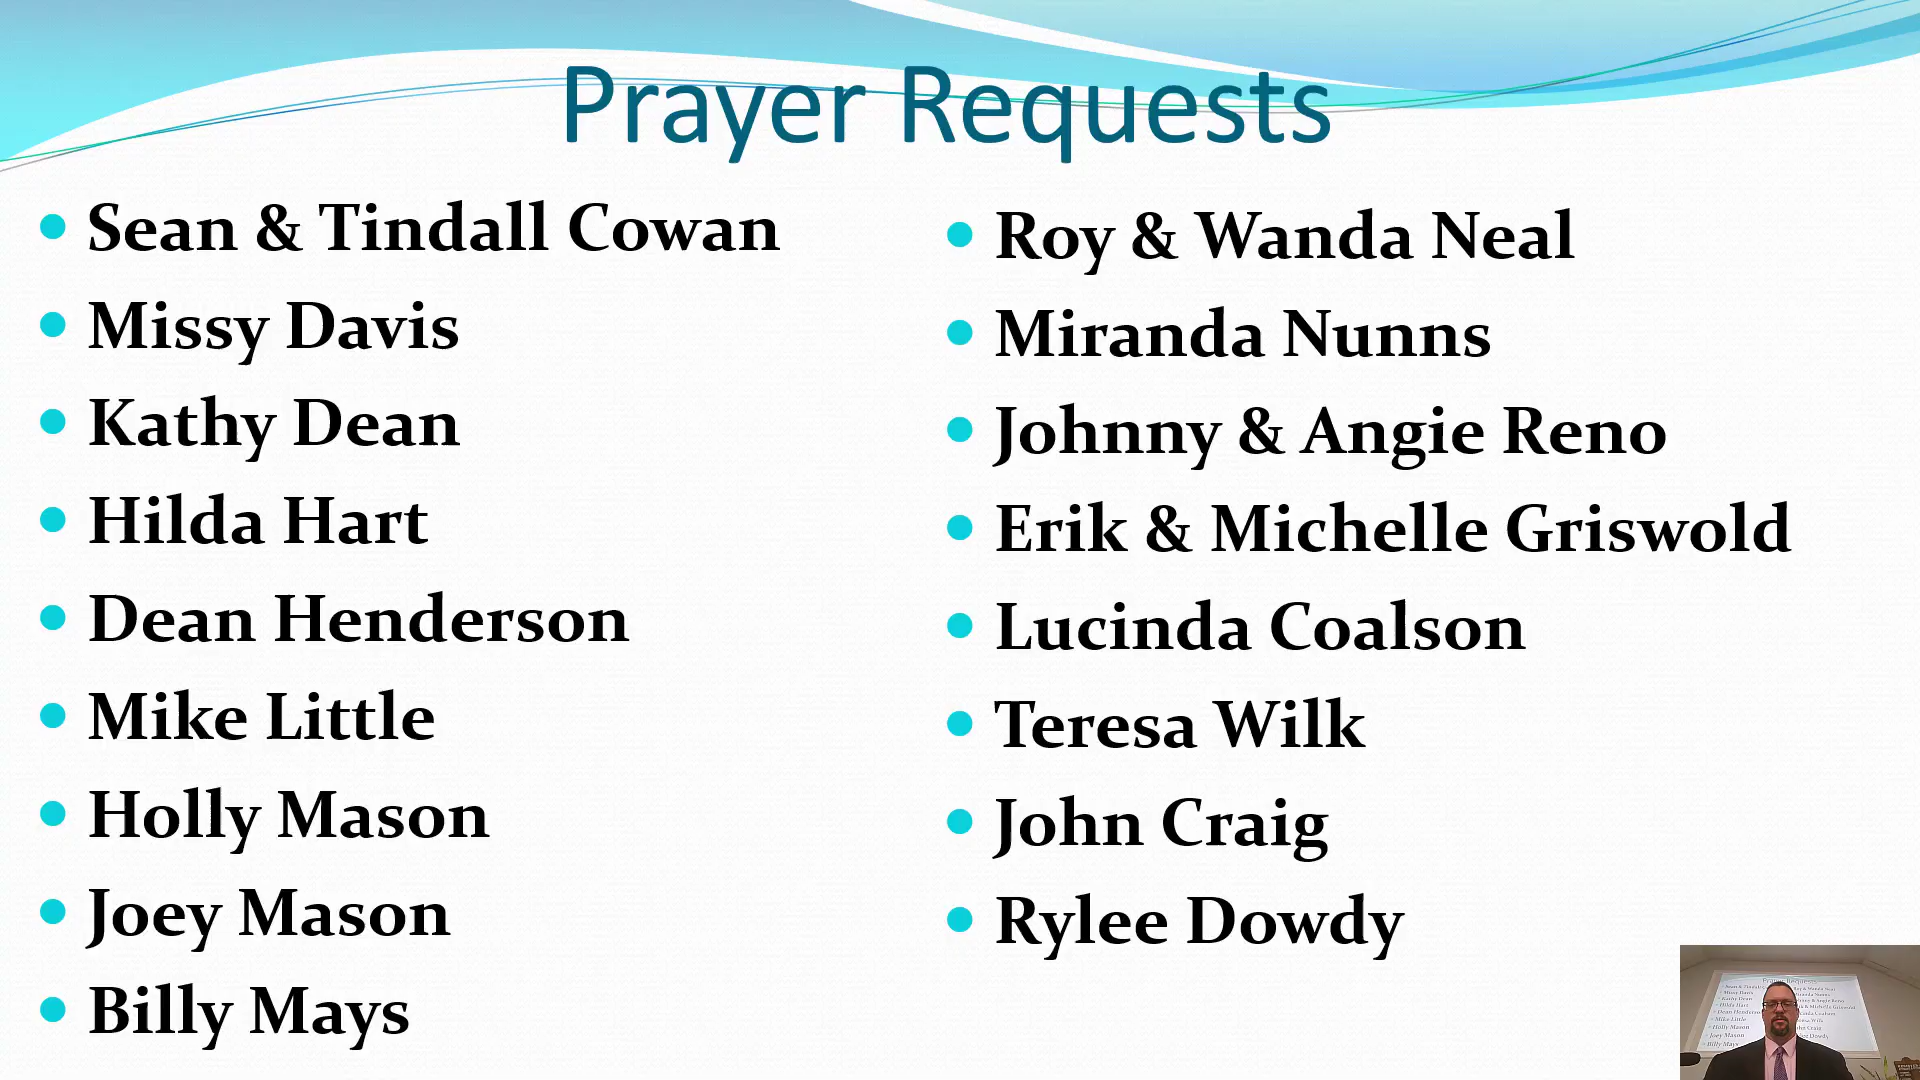 Prayer Requests
Sean & Tindall Cowan
Missy Davis
Kathy Dean
Hilda Hart
Dean Henderson
Mike Little
Holly Mason
Joey Mason
Billy Mays
Roy & Wanda Neal
Miranda Nunns
Johnny & Angie Reno
Erik & Michelle Griswold
Lucinda Coalson
Teresa Wilk
John Craig
Rylee Dowdy